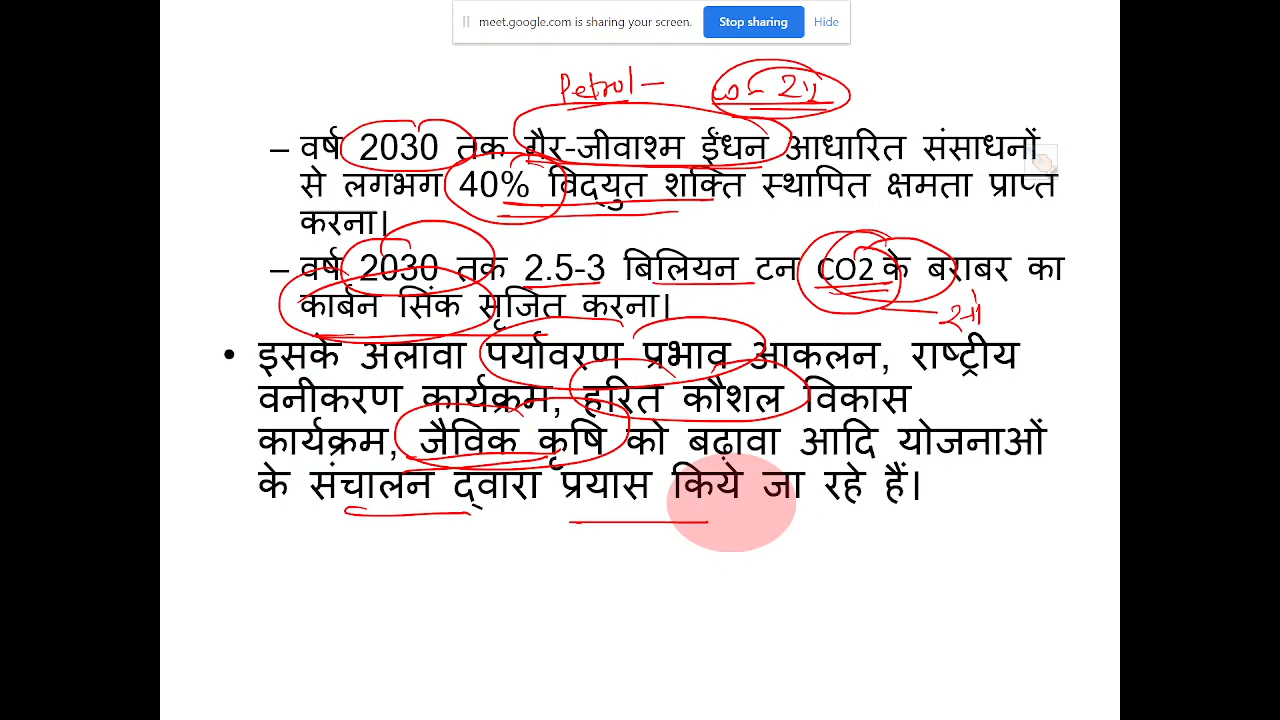 meet.google.com is sharing your screen. Stop sharing Hide
Petrol –
– वर्ष 2030 तक गैर-जीवाश्म ईंधन आधारित संसाधनों
से लगभग 40% विद्युत शक्ति स्थापित क्षमता प्राप्त
करना।
– वर्ष 2030 तक 2.5-3 बिलियन टन CO2 के बराबर का
कार्बन सिंक सृजित करना।
• इसके अलावा पर्यावरण प्रभाव आकलन, राष्ट्रीय
वनीकरण कार्यक्रम, हरित कौशल विकास
कार्यक्रम, जैविक कृषि को बढ़ावा आदि योजनाओं
के संचालन द्वारा प्रयास किये जा रहे हैं।